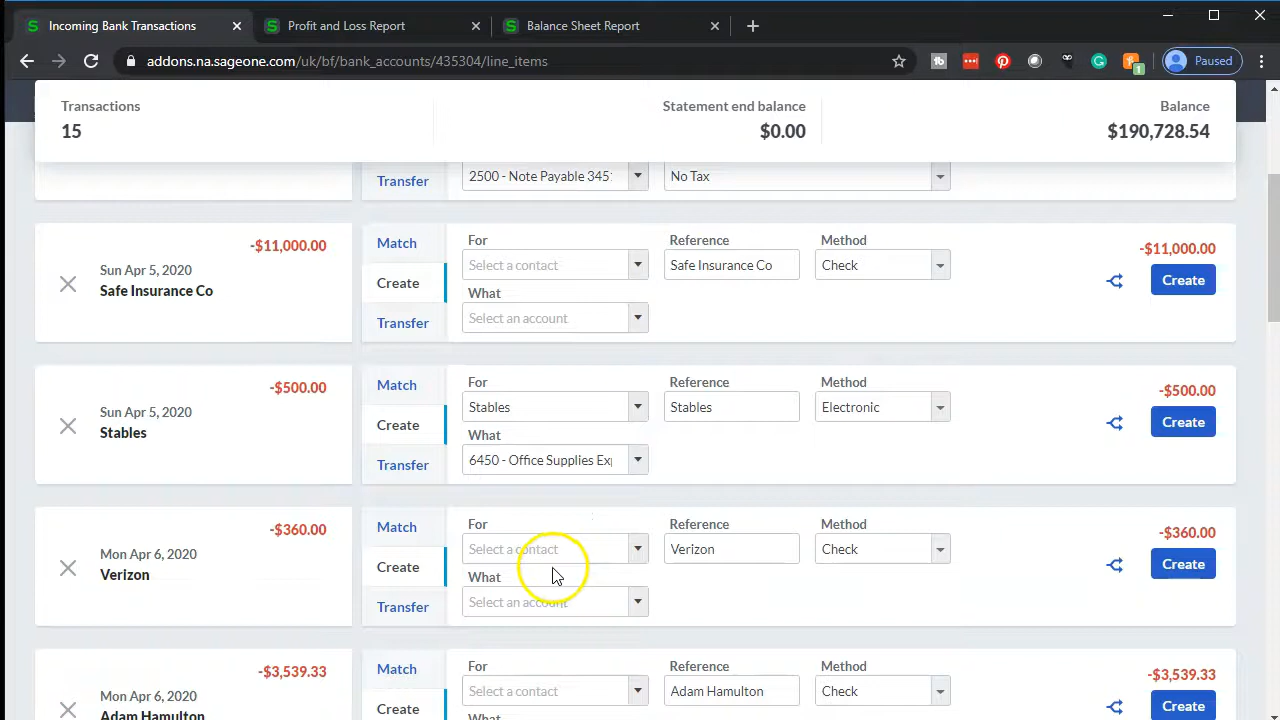 Incoming Bank Transactions
Profit and Loss Report
Balance Sheet Report
addons.na.sageone.com/uk/bf/bank_accounts/435304/line_items
Paused
Transactions
15
Statement end balance
$0.00
Balance
$190,728.54
Transfer
2500 - Note Payable 345
No Tax
-$11,000.00
Sun Apr 5, 2020
Safe Insurance Co
Match
Create
Transfer
For
Select a contact
What
Select an account
Reference
Safe Insurance Co
Method
Check
-$11,000.00
Create
-$500.00
Sun Apr 5, 2020
Stables
Match
Create
Transfer
For
Stables
What
6450 - Office Supplies Ex
Reference
Stables
Method
Electronic
-$500.00
Create
-$360.00
Mon Apr 6, 2020
Verizon
Match
Create
Transfer
For
Select a contact
What
Select an account
Reference
Verizon
Method
Check
-$360.00
Create
-$3,539.33
Mon Apr 6, 2020
Adam Hamulton
Match
Create
For
Select a contact
What
Reference
Adam Hamulton
Method
Check
-$3,539.33
Create